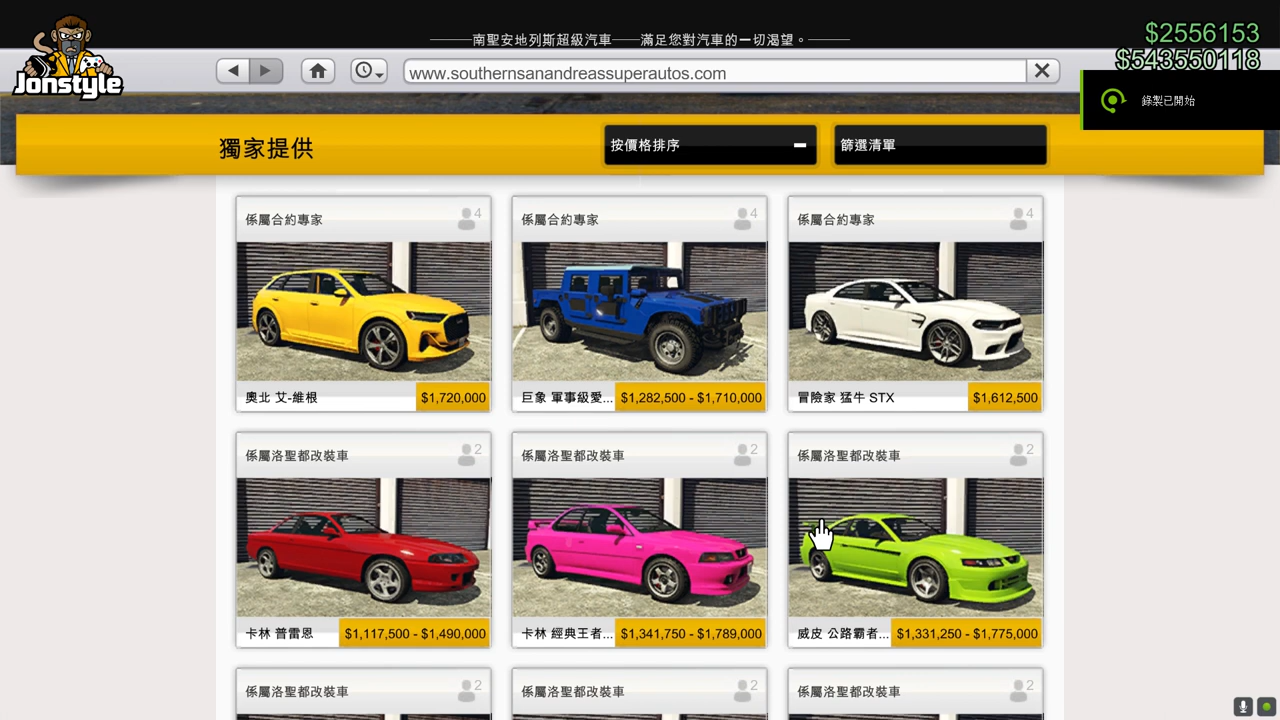 Jonstyle
南聖安地列斯超級汽車——滿足您對汽車的一切渴望。
$2556153
$543550118
www.southernsanandreassuperautos.com
錄製已開始
獨家提供
按價格排序
篩選清單
係屬合約專家 4
係屬合約專家 4
係屬合約專家 4
奧北 艾-維根 $1,720,000
巨象 軍事級愛... $1,282,500 - $1,710,000
冒險家 猛牛 STX $1,612,500
係屬洛聖都改裝車 2
係屬洛聖都改裝車 2
係屬洛聖都改裝車 2
卡林 普雷恩 $1,117,500 - $1,490,000
卡林 經典王者... $1,341,750 - $1,789,000
威皮 公路霸者... $1,331,250 - $1,775,000
係屬洛聖都改裝車 2
係屬洛聖都改裝車 2
係屬洛聖都改裝車 2